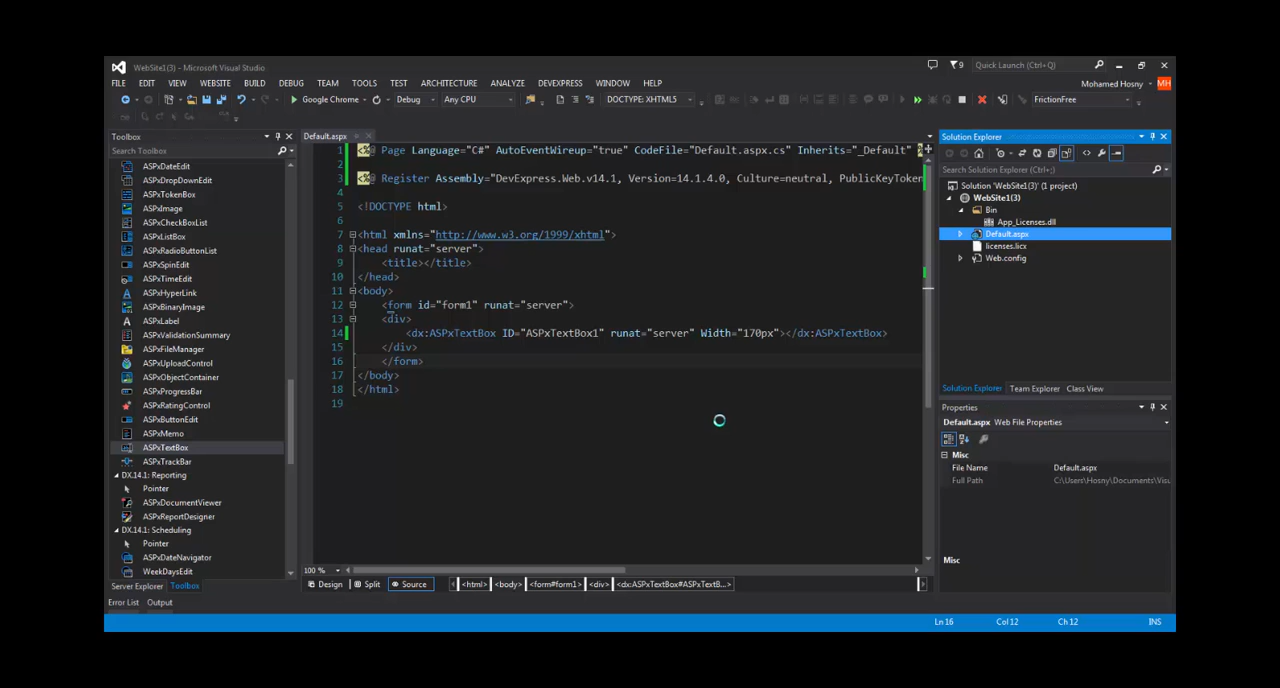 WebSite1(3) - Microsoft Visual Studio
9
Quick Launch (Ctrl+Q)
FILE EDIT VIEW WEBSITE BUILD DEBUG TEAM TOOLS TEST ARCHITECTURE ANALYZE DEVEXPRESS WINDOW HELP
Mohamed Hosny MH
Google Chrome Debug Any CPU DOCTYPE: XHTML5 FrictionFree
Toolbox
Search Toolbox
ASPxDateEdit
ASPxDropDownEdit
ASPxTokenBox
ASPxImage
ASPxCheckBoxList
ASPxListBox
ASPxRadioButtonList
ASPxSpinEdit
ASPxTimeEdit
ASPxHyperLink
ASPxBinaryImage
ASPxLabel
ASPxValidationSummary
ASPxFileManager
ASPxUploadControl
ASPxObjectContainer
ASPxProgressBar
ASPxRatingControl
ASPxButtonEdit
ASPxMemo
ASPxTextBox
ASPxTrackBar
DX.14.1: Reporting
Pointer
ASPxDocumentViewer
ASPxReportDesigner
DX.14.1: Scheduling
Pointer
ASPxDateNavigator
WeekDaysEdit
Server Explorer Toolbox
Error List Output
Default.aspx
1 <%@ Page Language="C#" AutoEventWireup="true" CodeFile="Default.aspx.cs" Inherits="_Default" %
2
3 <%@ Register Assembly="DevExpress.Web.v14.1, Version=14.1.4.0, Culture=neutral, PublicKeyToken
4
5 <!DOCTYPE html>
6
7 <html xmlns="http://www.w3.org/1999/xhtml">
8 <head runat="server">
9 <title></title>
10 </head>
11 <body>
12 <form id="form1" runat="server">
13 <div>
14 <dx:ASPxTextBox ID="ASPxTextBox1" runat="server" Width="170px"></dx:ASPxTextBox>
15 </div>
16 </form>
17 </body>
18 </html>
19
100 %
Design Split Source <html> <body> <form#form1> <div> <dx:ASPxTextBox#ASPxTextB...>
Solution Explorer
Search Solution Explorer (Ctrl+;)
Solution 'WebSite1(3)' (1 project)
WebSite1(3)
Bin
App_Licenses.dll
Default.aspx
licenses.licx
Web.config
Solution Explorer Team Explorer Class View
Properties
Default.aspx Web File Properties
Misc
File Name Default.aspx
Full Path C:\Users\Hosny\Documents\Visu
Misc
Ln 16 Col 12 Ch 12 INS